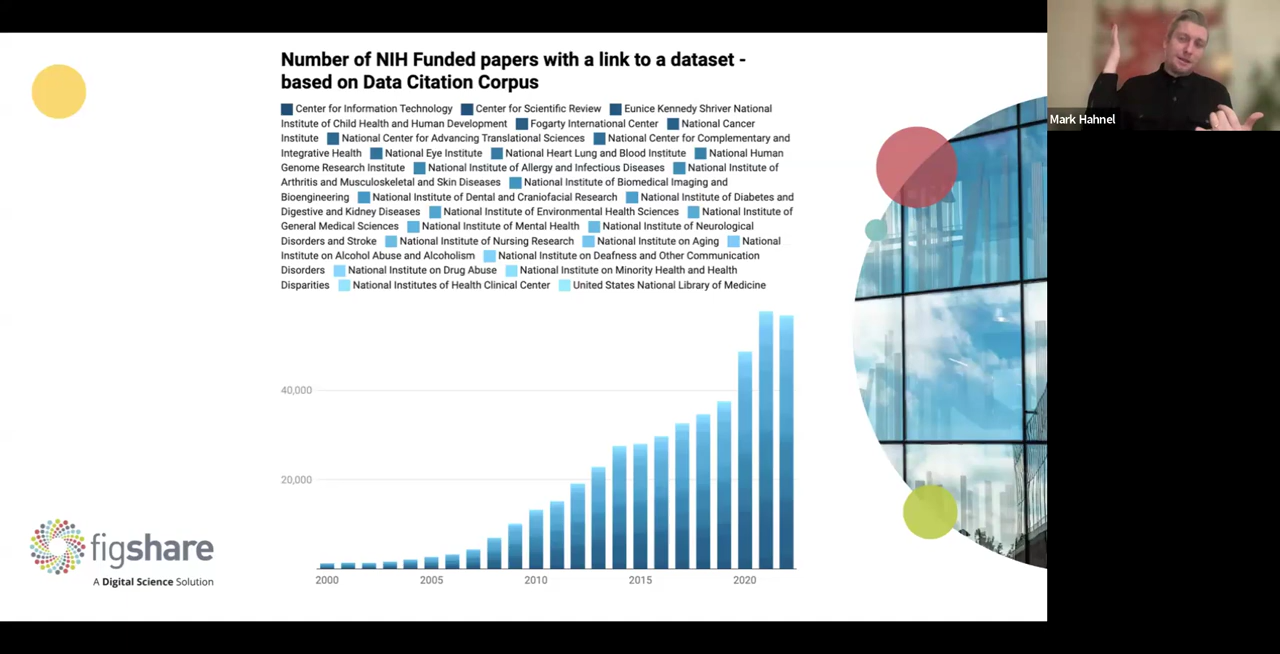 Number of NIH Funded papers with a link to a dataset -
based on Data Citation Corpus
Center for Information Technology Center for Scientific Review Eunice Kennedy Shriver National
Institute of Child Health and Human Development Fogarty International Center National Cancer
Institute National Center for Advancing Translational Sciences National Center for Complementary and
Integrative Health National Eye Institute National Heart Lung and Blood Institute National Human
Genome Research Institute National Institute of Allergy and Infectious Diseases National Institute of
Arthritis and Musculoskeletal and Skin Diseases National Institute of Biomedical Imaging and
Bioengineering National Institute of Dental and Craniofacial Research National Institute of Diabetes and
Digestive and Kidney Diseases National Institute of Environmental Health Sciences National Institute of
General Medical Sciences National Institute of Mental Health National Institute of Neurological
Disorders and Stroke National Institute of Nursing Research National Institute on Aging National
Institute on Alcohol Abuse and Alcoholism National Institute on Deafness and Other Communication
Disorders National Institute on Drug Abuse National Institute on Minority Health and Health
Disparities National Institutes of Health Clinical Center United States National Library of Medicine
40,000
20,000
2000 2005 2010 2015 2020
figshare
A Digital Science Solution
Mark Hahnel